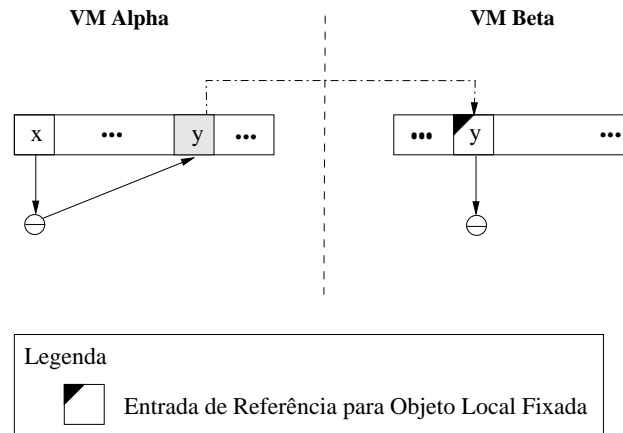 VM Alpha
VM Beta
x ••• y •••
••• y •••
Legenda
Entrada de Referência para Objeto Local Fixada